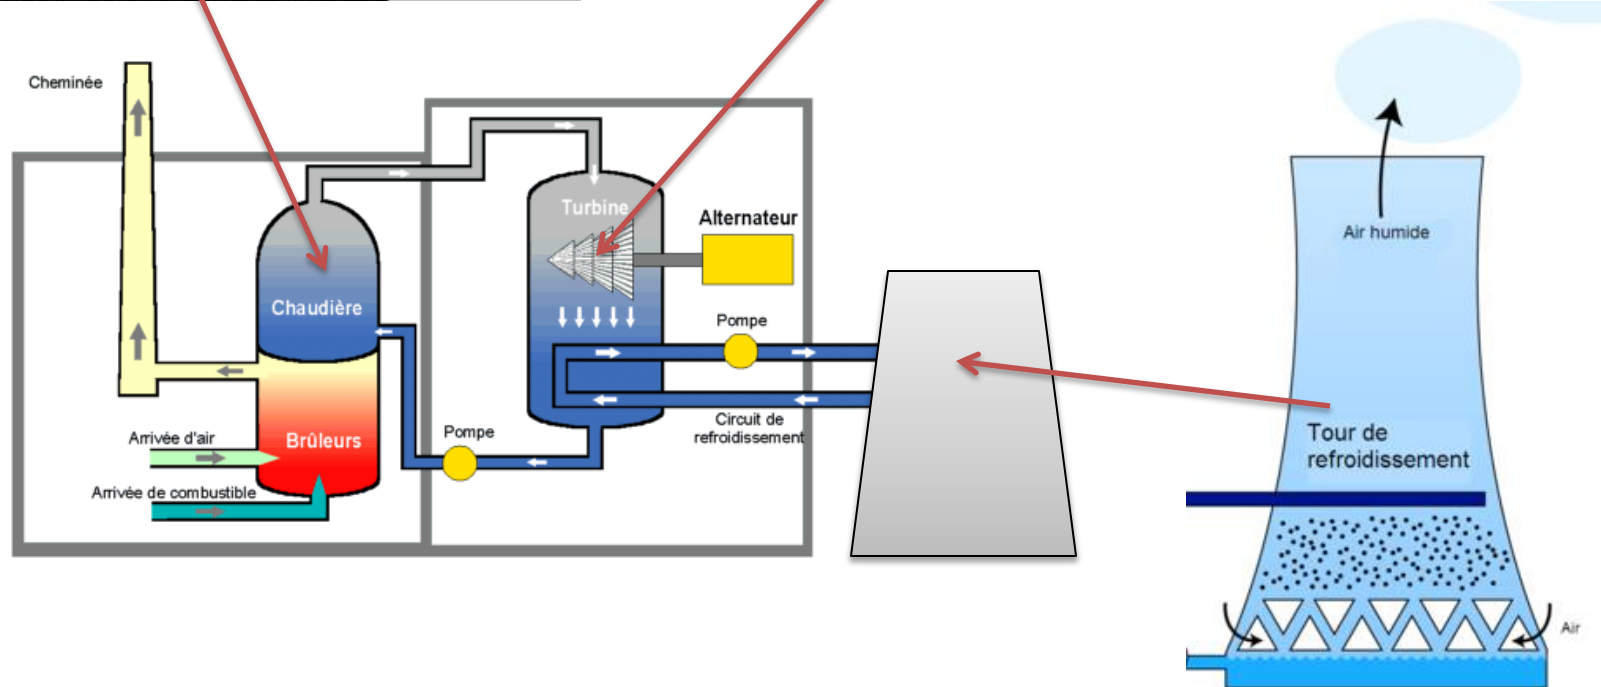 Cheminée
Turbine
Alternateur
Air humide
Chaudière
Pompe
Circuit de
refroidissement
Arrivée d'air
Brûleurs
Pompe
Arrivée de combustible
Tour de
refroidissement
Air